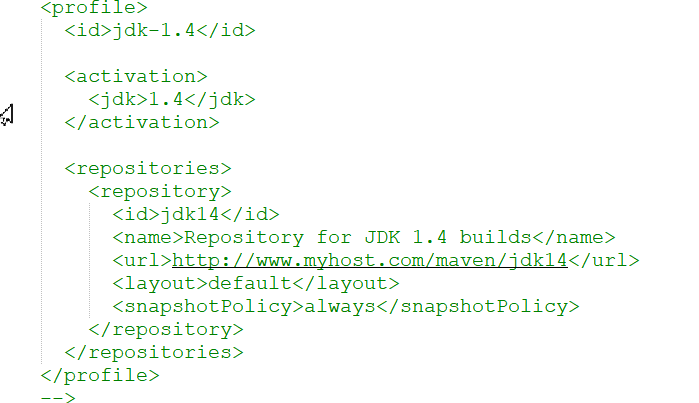 <profile>
<id>jdk-1.4</id>
<activation>
<jdk>1.4</jdk>
</activation>
<repositories>
<repository>
<id>jdk14</id>
<name>Repository for JDK 1.4 builds</name>
<url>http://www.myhost.com/maven/jdk14</url>
<layout>default</layout>
<snapshotPolicy>always</snapshotPolicy>
</repository>
</repositories>
</profile>
-->